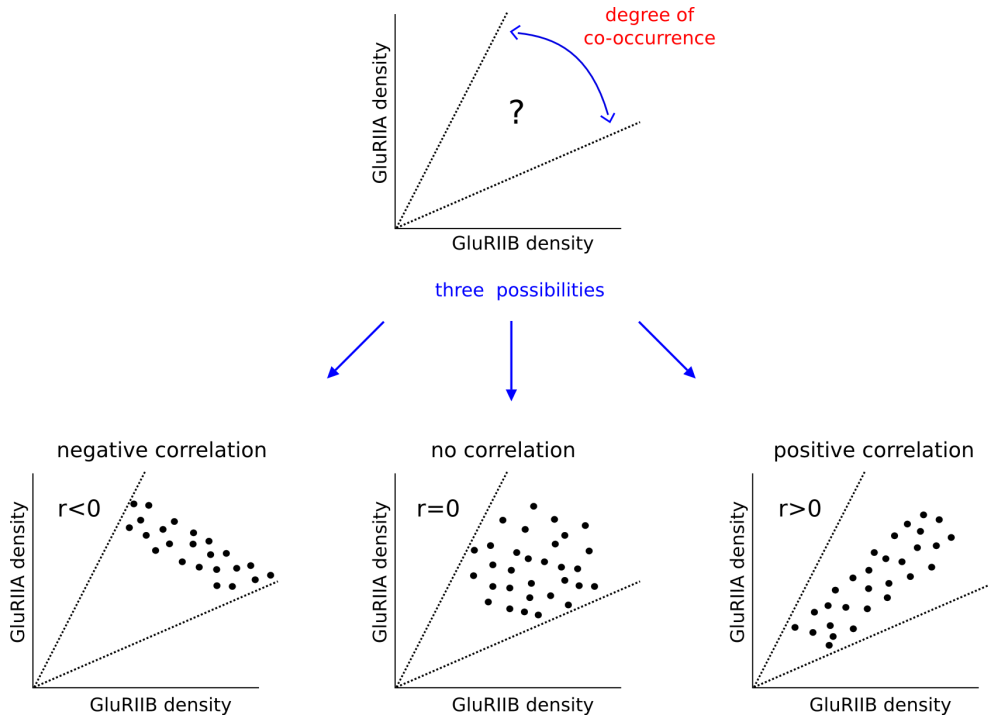 degree of
co-occurrence
GluRIIA density
?
GluRIIB density
three possibilities
negative correlation
no correlation
positive correlation
GluRIIA density
r<0
GluRIIB density
GluRIIA density
r=0
GluRIIB density
GluRIIA density
r>0
GluRIIB density